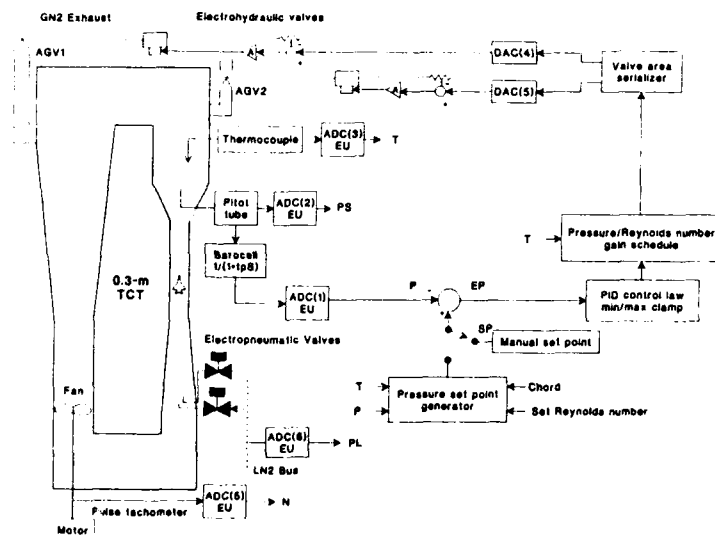 GN2 Exhaust
Electrohydraulic valves
AGV1
L
A
DAC(4)
Valve area
serializer
AGV2
A
DAC(5)
Thermocouple
ADC(3)
EU
T
Pitot
tube
ADC(2)
EU
PS
0.3-m
TCT
Barocell
1/(1+tpS)
T
Pressure/Reynolds number
gain schedule
ADC(1)
EU
P
EP
PID control law
min/max clamp
SP
Manual set point
Electropneumatic Valves
Fan
T
P
Pressure set point
generator
Chord
Set Reynolds number
ADC(6)
EU
PL
LN2 Bus
ADC(5)
EU
N
Pulse tachometer
Motor